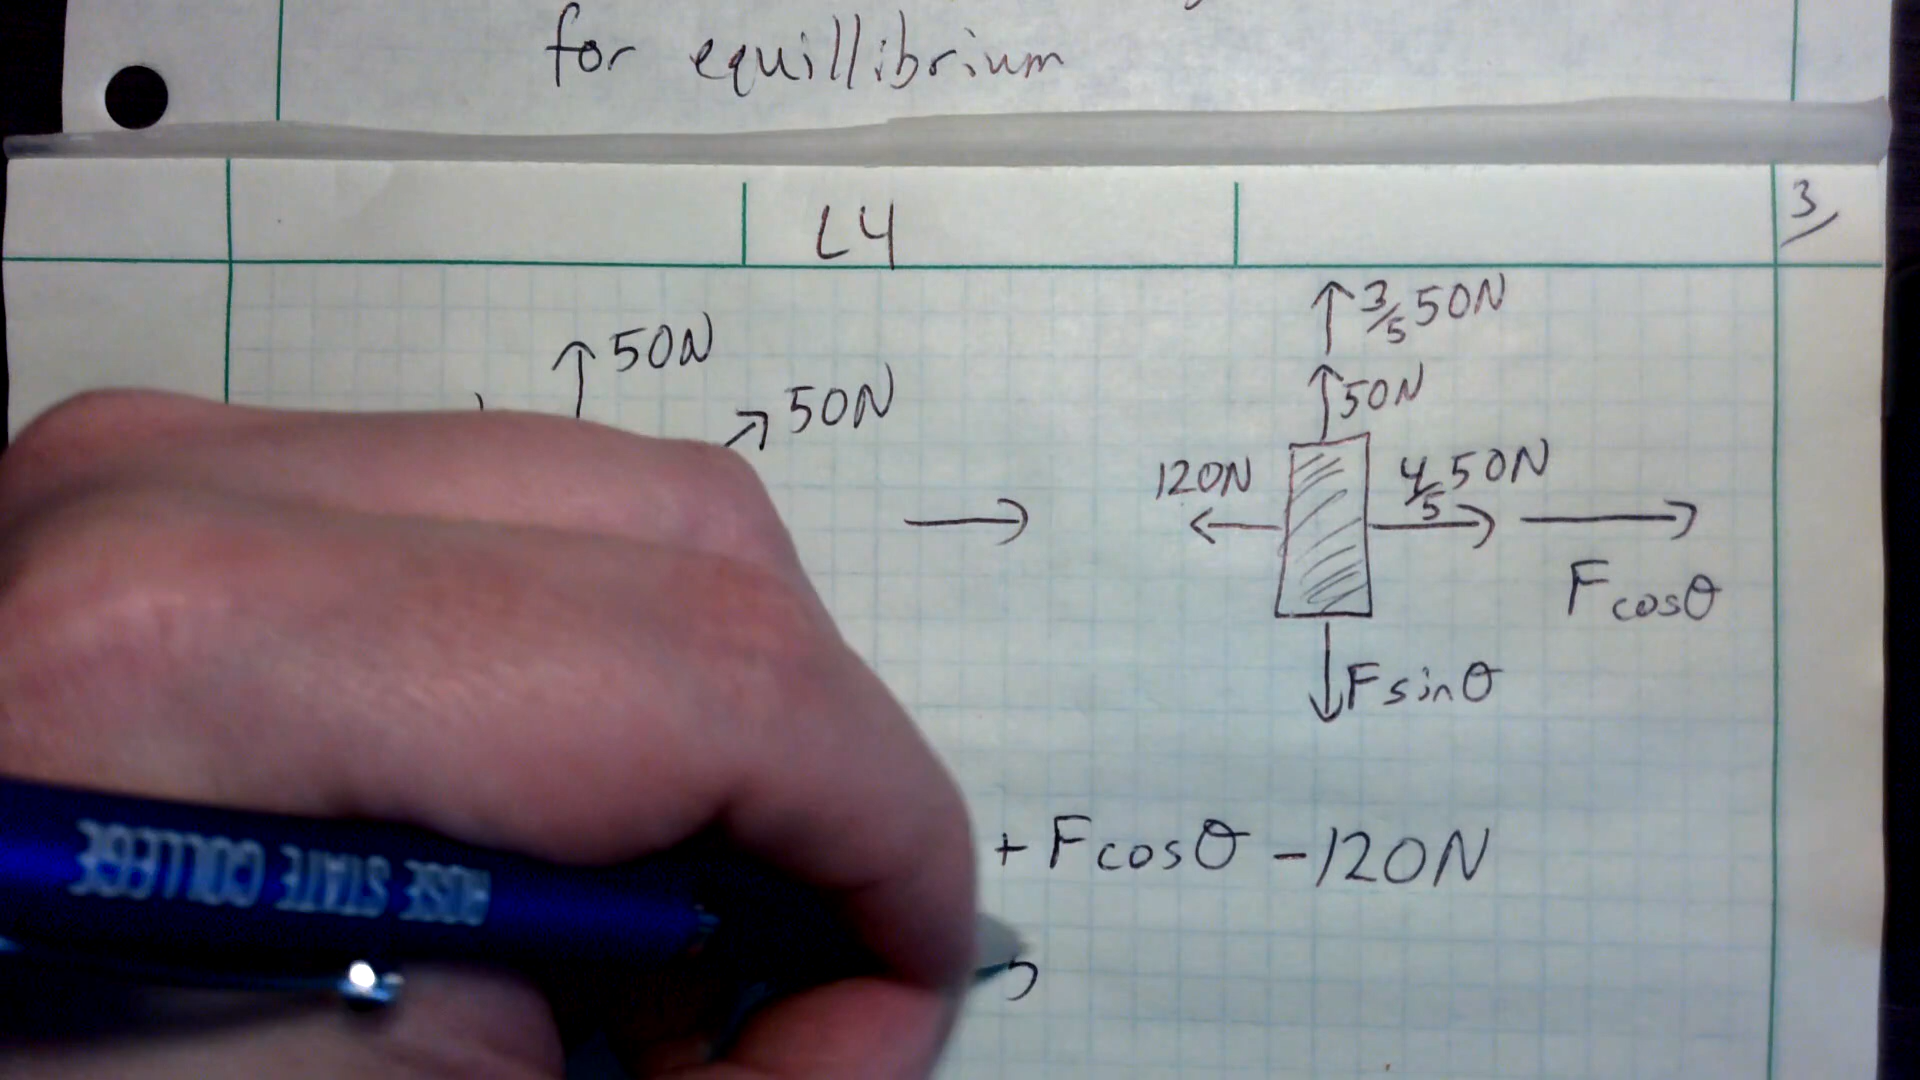 for equillibrium
L4
3/
50N
50N
3/5 50N
50N
120N
4/5 50N
F cosθ
F sinθ
+ F cosθ - 120N
ROSE STATE COLLEGE